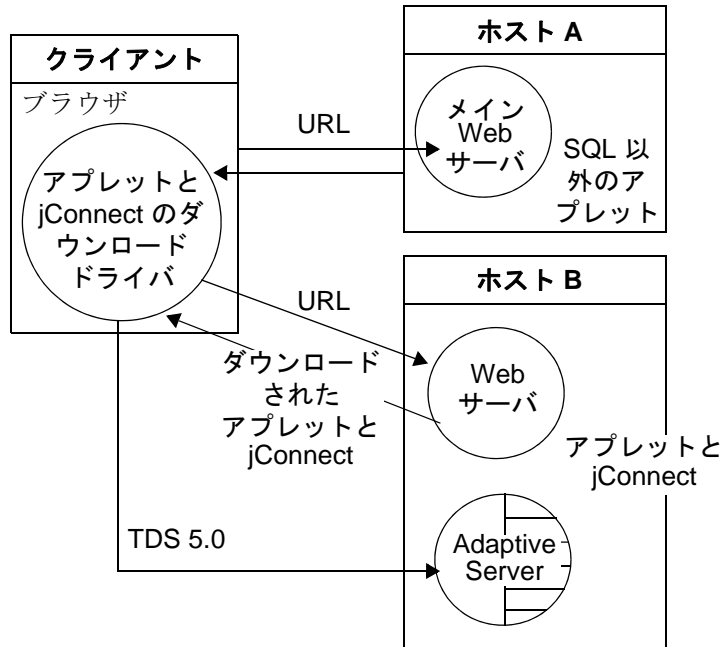 クライアント
ブラウザ
アプレットと
jConnect のダ
ウンロード
ドライバ
URL
ホスト A
メイン
Web
サーバ
SQL 以
外のア
プレット
URL
ダウンロード
された
アプレットと
jConnect
ホスト B
Web
サーバ
アプレットと
jConnect
TDS 5.0
Adaptive
Server